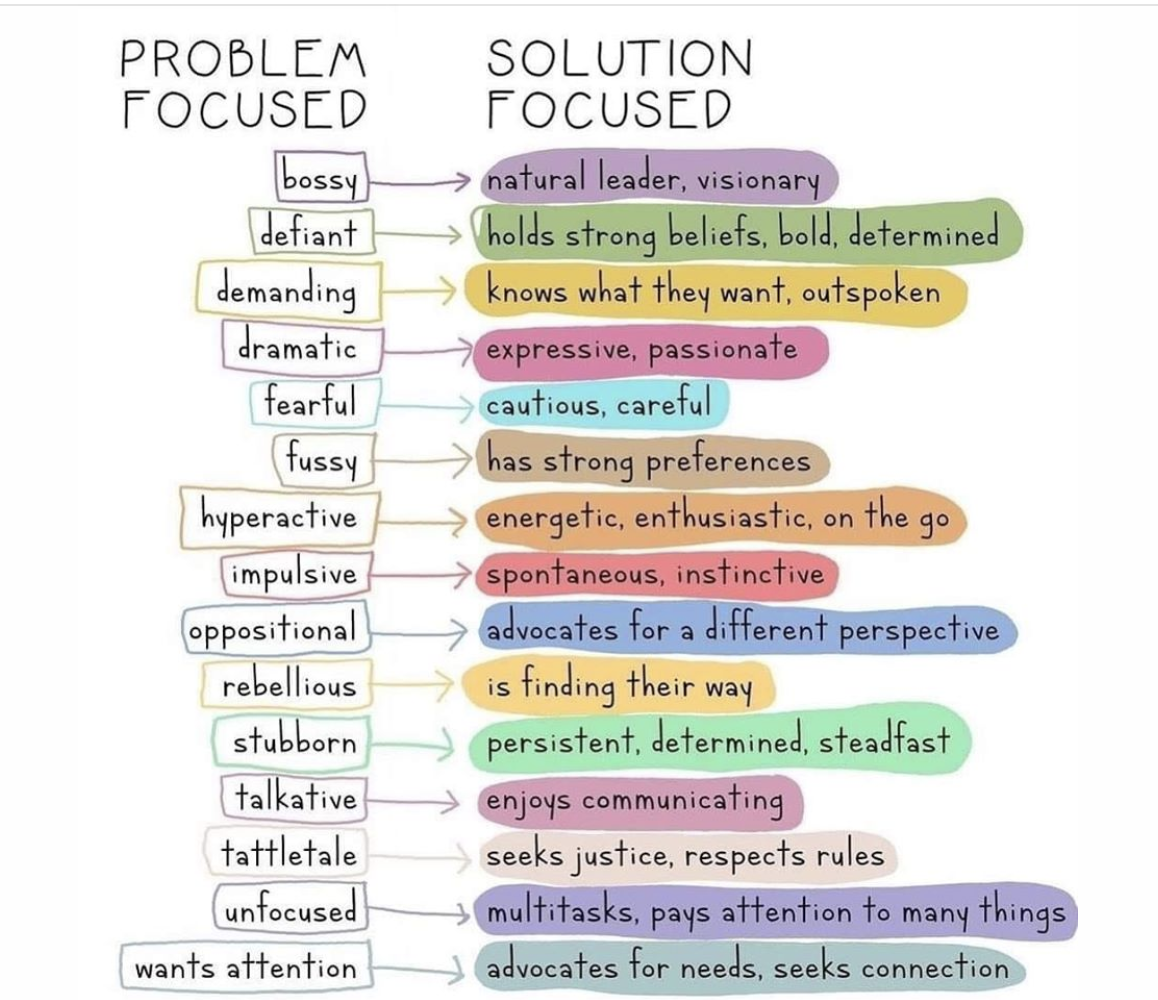 PROBLEM SOLUTION
FOCUSED FOCUSED
bossy natural leader, visionary
defiant holds strong beliefs, bold, determined
demanding knows what they want, outspoken
dramatic expressive, passionate
fearful cautious, careful
fussy has strong preferences
hyperactive energetic, enthusiastic, on the go
impulsive spontaneous, instinctive
oppositional advocates for a different perspective
rebellious is finding their way
stubborn persistent, determined, steadfast
talkative enjoys communicating
tattletale seeks justice, respects rules
unfocused multitasks, pays attention to many things
wants attention advocates for needs, seeks connection